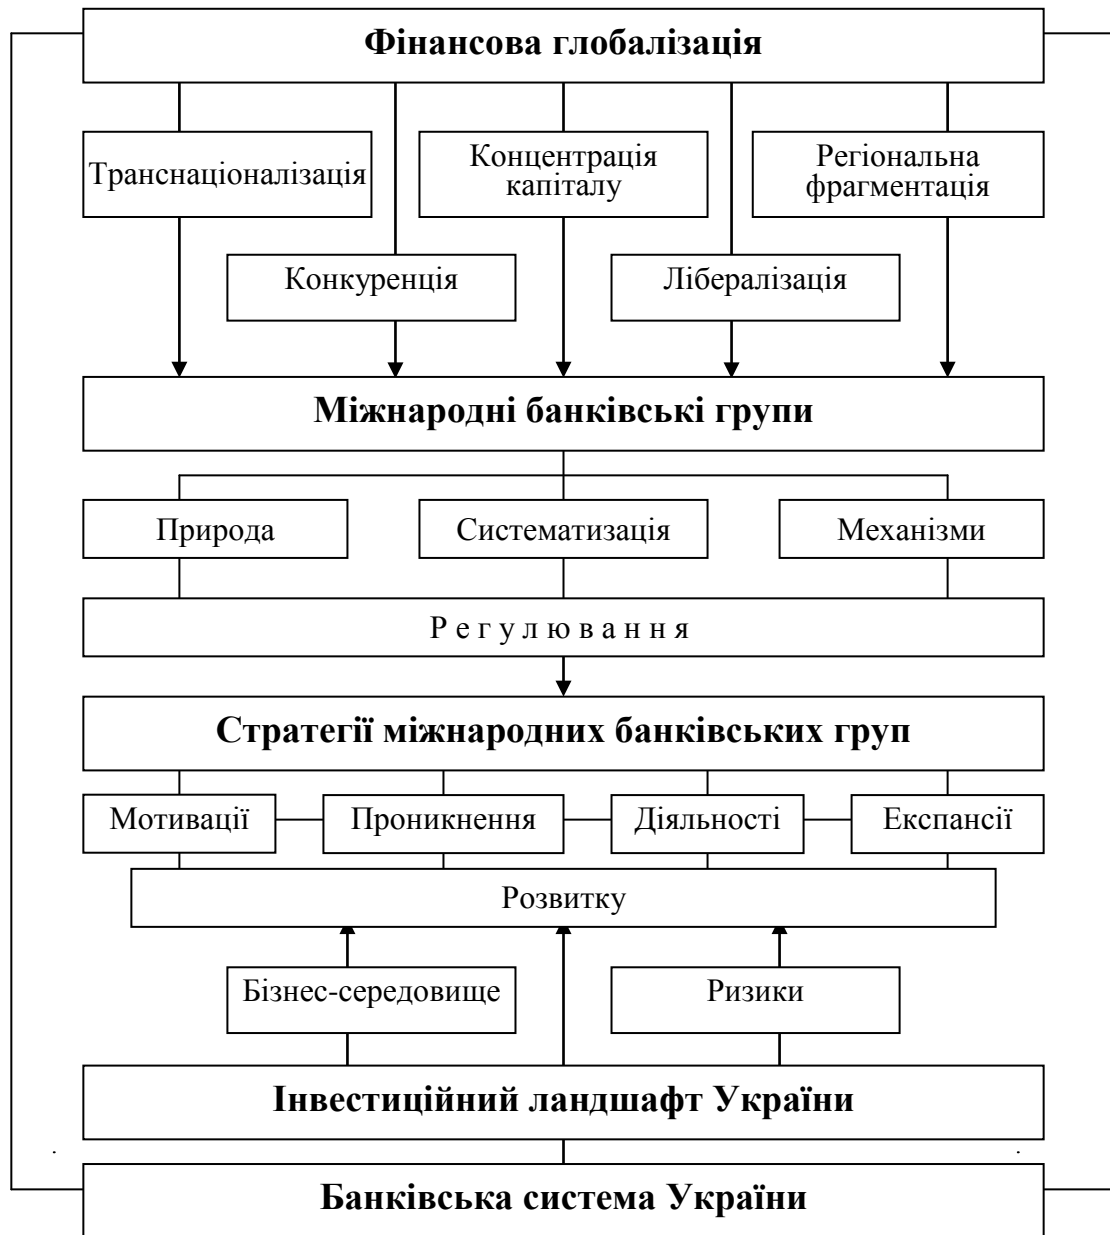 Фінансова глобалізація
Транснаціоналізація
Концентрація
капіталу
Регіональна
фрагментація
Конкуренція
Лібералізація
Міжнародні банківські групи
Природа
Систематизація
Механізми
Р е г у л ю в а н н я
Стратегії міжнародних банківських груп
Мотивації
Проникнення
Діяльності
Експансії
Розвитку
Бізнес-середовище
Ризики
Інвестиційний ландшафт України
Банківська система України